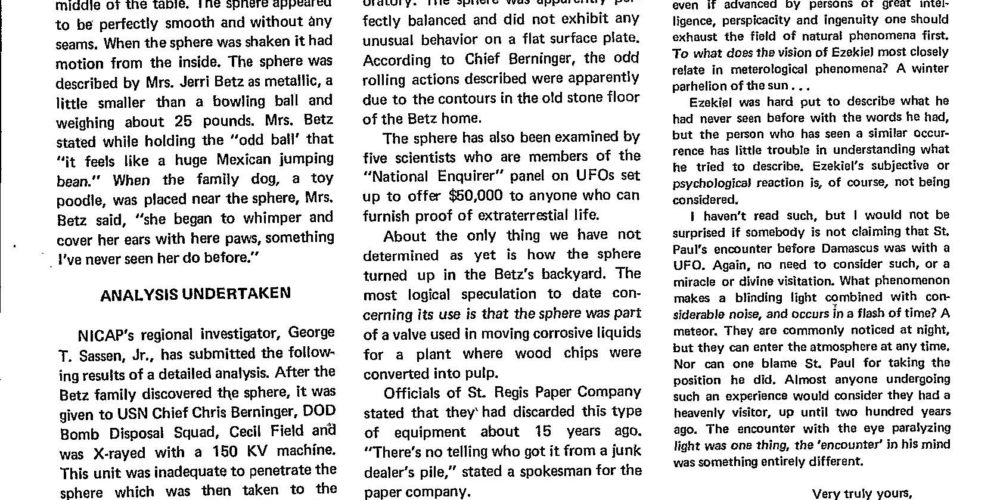 middle of the table. The sphere appeared
to be perfectly smooth and without any
seams. When the sphere was shaken it had
motion from the inside. The sphere was
described by Mrs. Jerri Betz as metallic, a
little smaller than a bowling ball and
weighing about 25 pounds. Mrs. Betz
stated while holding the "odd ball' that
"it feels like a huge Mexican jumping
bean." When the family dog, a toy
poodle, was placed near the sphere, Mrs.
Betz said, "she began to whimper and
cover her ears with here paws, something
I've never seen her do before."
ANALYSIS UNDERTAKEN
NICAP's regional investigator, George
T. Sassen, Jr., has submitted the follow-
ing results of a detailed analysis. After the
Betz family discovered the sphere, it was
given to USN Chief Chris Berninger, DOD
Bomb Disposal Squad, Cecil Field and
was X-rayed with a 150 KV machine.
This unit was inadequate to penetrate the
sphere which was then taken to the
oratory. The sphere was apparently per-
fectly balanced and did not exhibit any
unusual behavior on a flat surface plate.
According to Chief Berninger, the odd
rolling actions described were apparently
due to the contours in the old stone floor
of the Betz home.
The sphere has also been examined by
five scientists who are members of the
"National Enquirer" panel on UFOs set
up to offer $50,000 to anyone who can
furnish proof of extraterrestial life.
About the only thing we have not
determined as yet is how the sphere
turned up in the Betz's backyard. The
most logical speculation to date con-
cerning its use is that the sphere was part
of a valve used in moving corrosive liquids
for a plant where wood chips were
converted into pulp.
Officials of St. Regis Paper Company
stated that they had discarded this type
of equipment about 15 years ago.
"There's no telling who got it from a junk
dealer's pile," stated a spokesman for the
paper company.
even if advanced by persons of great intel-
ligence, perspicacity and ingenuity one should
exhaust the field of natural phenomena first.
To what does the vision of Ezekiel most closely
relate in meterological phenomena? A winter
parhelion of the sun . . .
Ezekiel was hard put to describe what he
had never seen before with the words he had,
but the person who has seen a similar occur-
rence has little trouble in understanding what
he tried to describe. Ezekiel's subjective or
psychological reaction is, of course, not being
considered.
I haven't read such, but I would not be
surprised if somebody is not claiming that St.
Paul's encounter before Damascus was with a
UFO. Again, no need to consider such, or a
miracle or divine visitation. What phenomenon
makes a blinding light combined with con-
siderable noise, and occurs in a flash of time? A
meteor. They are commonly noticed at night,
but they can enter the atmosphere at any time.
Nor can one blame St. Paul for taking the
position he did. Almost anyone undergoing
such an experience would consider they had a
heavenly visitor, up until two hundred years
ago. The encounter with the eye paralyzing
light was one thing, the 'encounter' in his mind
was something entirely different.
Very truly yours,